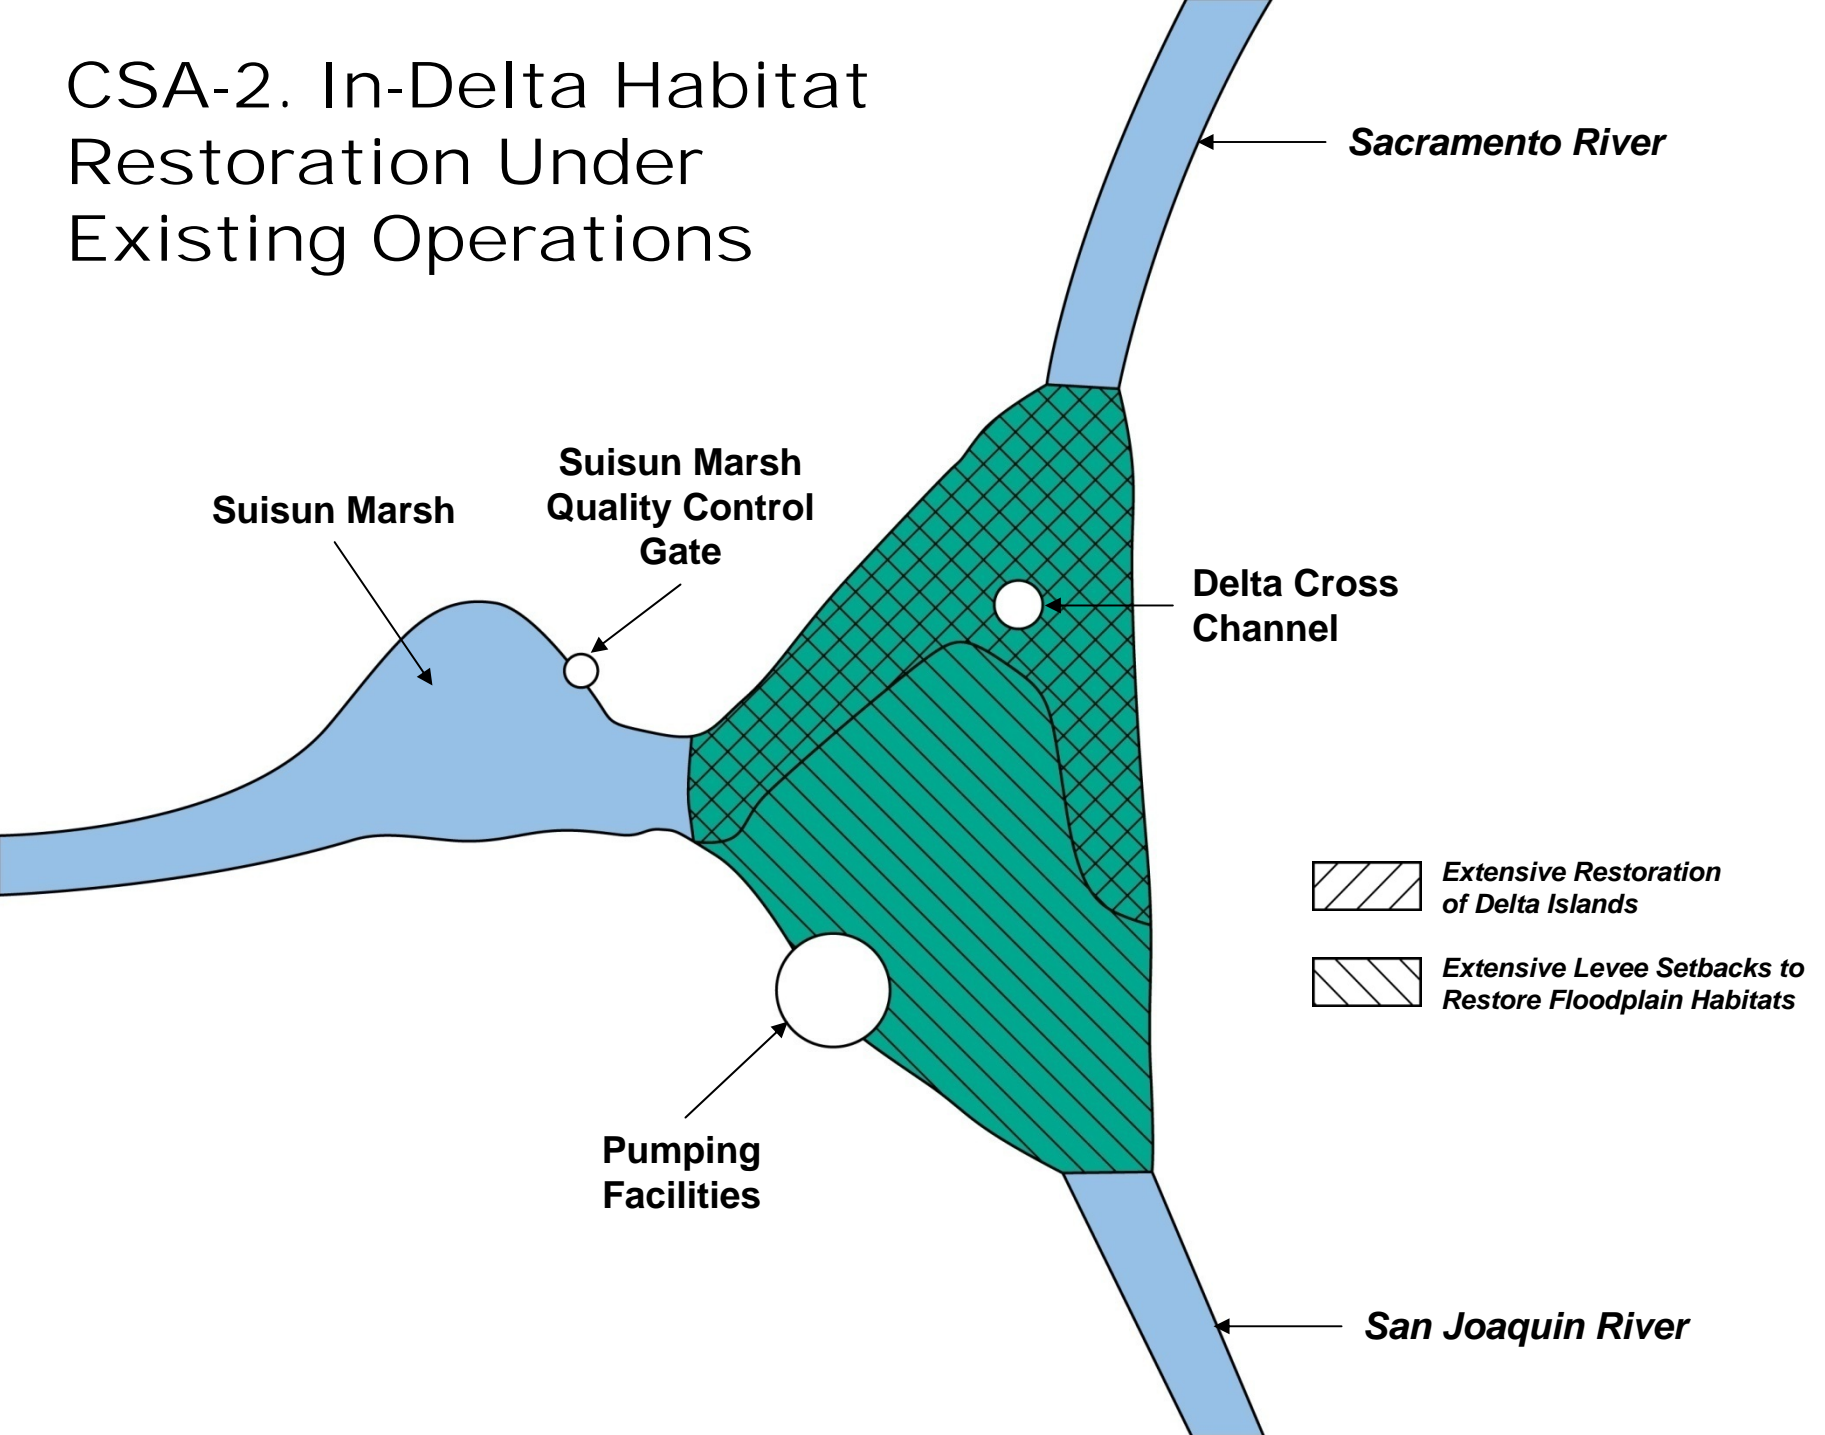 CSA-2. In-Delta Habitat
Restoration Under
Existing Operations
Sacramento River
Suisun Marsh
Quality Control
Gate
Suisun Marsh
Delta Cross
Channel
Extensive Restoration
of Delta Islands
Extensive Levee Setbacks to
Restore Floodplain Habitats
Pumping
Facilities
San Joaquin River